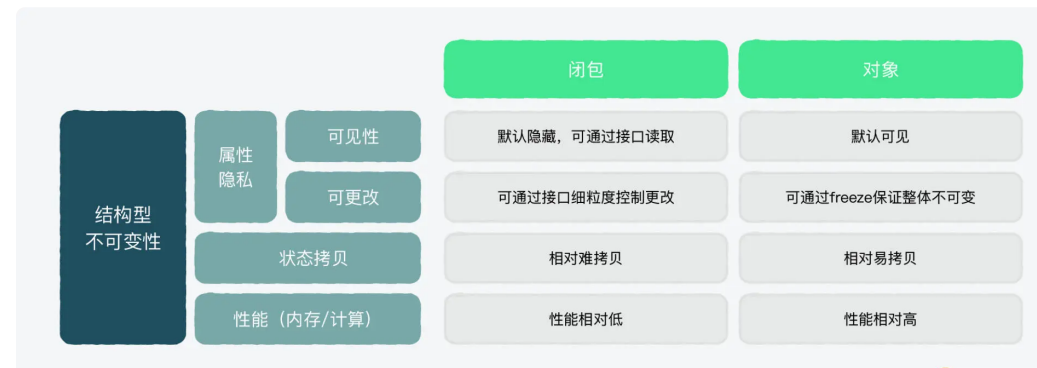 闭包
对象
结构型
不可变性
属性
隐私
可见性
默认隐藏，可通过接口读取
默认可见
可更改
可通过接口细粒度控制更改
可通过freeze保证整体不可变
状态拷贝
相对难拷贝
相对易拷贝
性能（内存/计算）
性能相对低
性能相对高